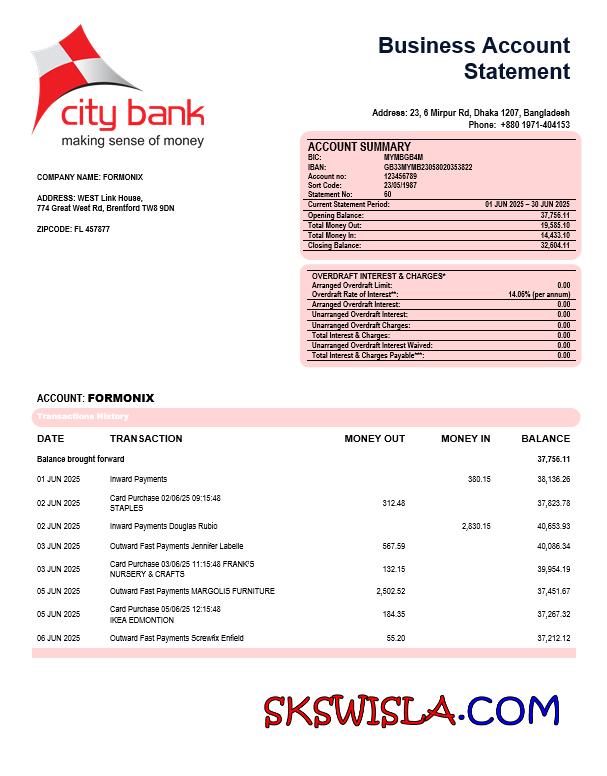 city bank
making sense of money
Business Account
Statement
Address: 23, 6 Mirpur Rd, Dhaka 1207, Bangladesh
Phone: +880 1971-404153
COMPANY NAME: FORMONIX
ADDRESS: WEST Link House,
774 Great West Rd, Brentford TW8 9DN
ZIPCODE: FL 457877
ACCOUNT SUMMARY
BIC: MYMBGB4M
IBAN: GB33MYMB23058020353822
Account no: 123456789
Sort Code: 23/05/1987
Statement No: 60
Current Statement Period: 01 JUN 2025 – 30 JUN 2025
Opening Balance: 37,756.11
Total Money Out: 19,585.10
Total Money In: 14,433.10
Closing Balance: 32,604.11
OVERDRAFT INTEREST & CHARGES*
Arranged Overdraft Limit: 0.00
Overdraft Rate of Interest**: 14.06% (per annum)
Arranged Overdraft Interest: 0.00
Unarranged Overdraft Interest: 0.00
Unarranged Overdraft Charges: 0.00
Total Interest & Charges: 0.00
Unarranged Overdraft Interest Waived: 0.00
Total Interest & Charges Payable***: 0.00
ACCOUNT: FORMONIX
Transactions History
DATE TRANSACTION MONEY OUT MONEY IN BALANCE
Balance brought forward 37,756.11
01 JUN 2025 Inward Payments 380.15 38,136.26
02 JUN 2025 Card Purchase 02/06/25 09:15:48 312.48 37,823.78
STAPLES
02 JUN 2025 Inward Payments Douglas Rubio 2,830.15 40,653.93
03 JUN 2025 Outward Fast Payments Jennifer Labelle 567.59 40,086.34
03 JUN 2025 Card Purchase 03/06/25 11:15:48 FRANK'S 132.15 39,954.19
NURSERY & CRAFTS
05 JUN 2025 Outward Fast Payments MARGOLIS FURNITURE 2,502.52 37,451.67
05 JUN 2025 Card Purchase 05/06/25 12:15:48 184.35 37,267.32
IKEA EDMONTION
06 JUN 2025 Outward Fast Payments Screwfix Enfield 55.20 37,212.12
SKSWISLA.COM